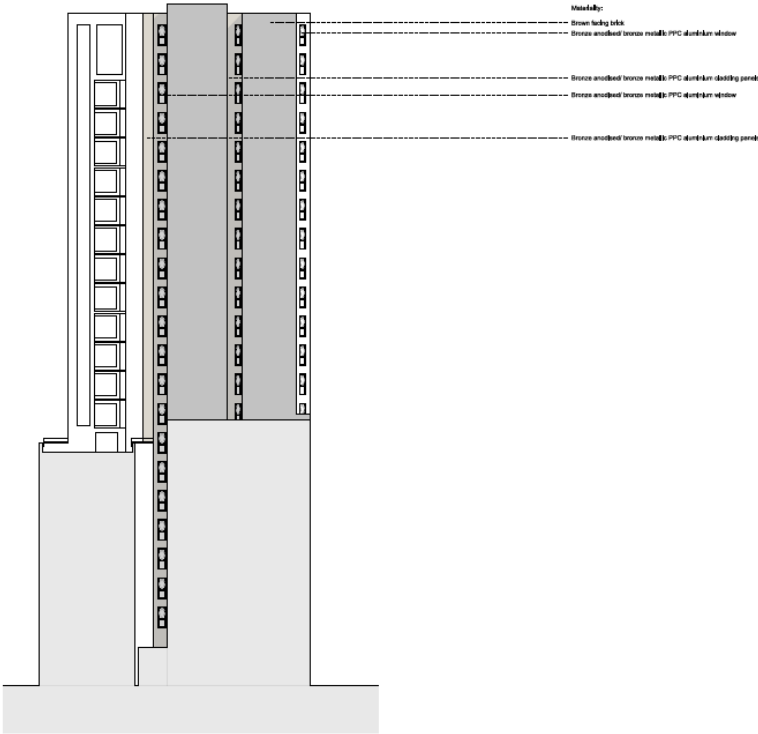 Materiality:
Brown facing brick
Bronze anodised/ bronze metallic PPC aluminium window
Bronze anodised/ bronze metallic PPC aluminium cladding panels
Bronze anodised/ bronze metallic PPC aluminium window
Bronze anodised/ bronze metallic PPC aluminium cladding panels